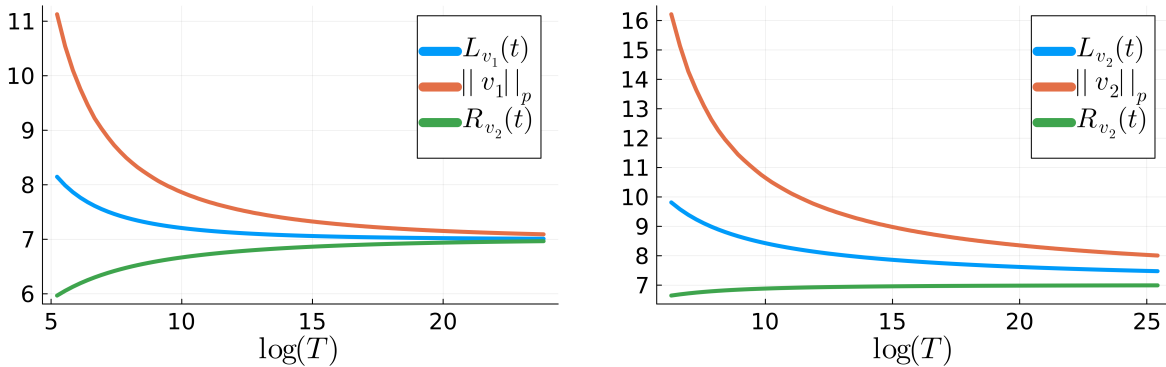 11
10
9
8
7
6
5 10 15 20
log(T)
L_{v_1}(t)
|| v_1||_p
R_{v_2}(t)
16
15
14
13
12
11
10
9
8
7
10 15 20 25
log(T)
L_{v_2}(t)
|| v_2||_p
R_{v_2}(t)